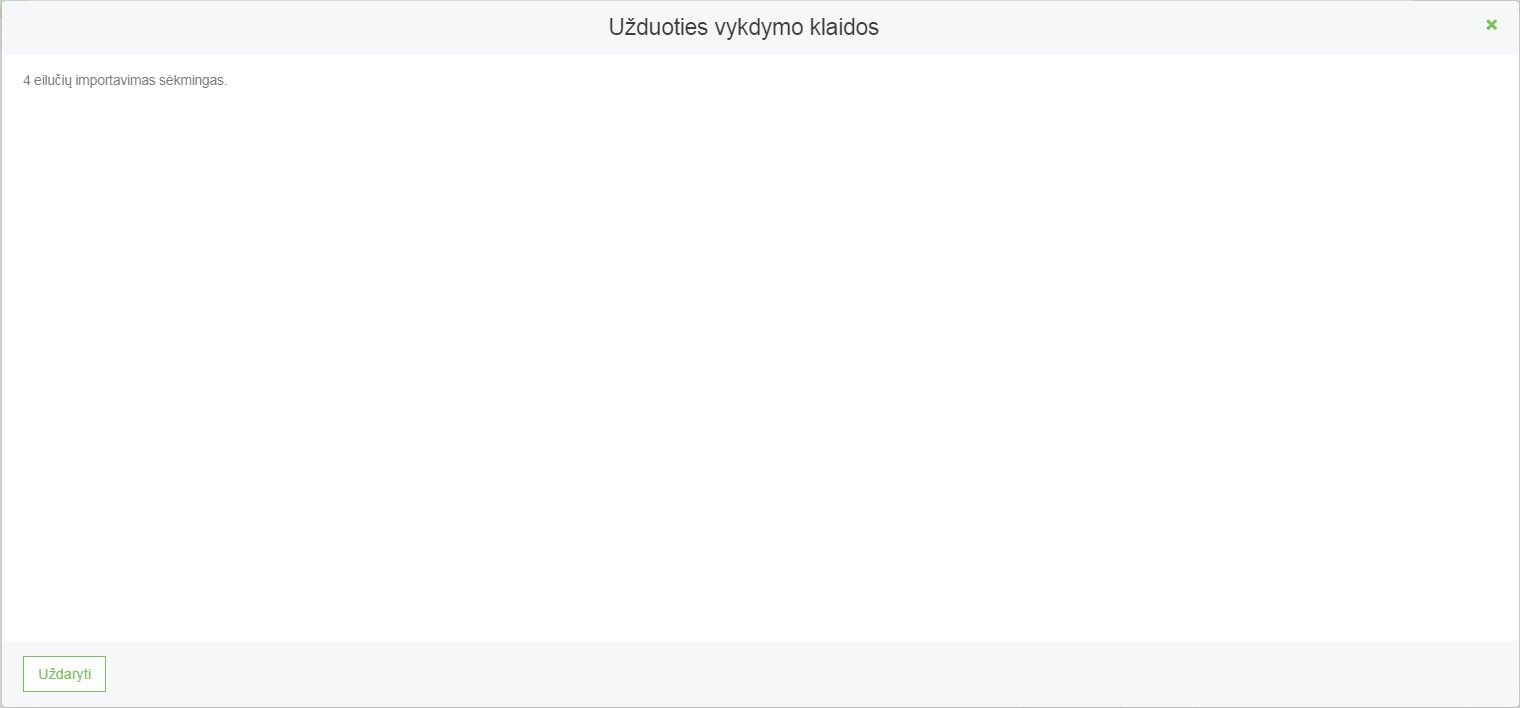 Užduoties vykdymo klaidos
4 eilučių importavimas sėkmingas.
Uždaryti